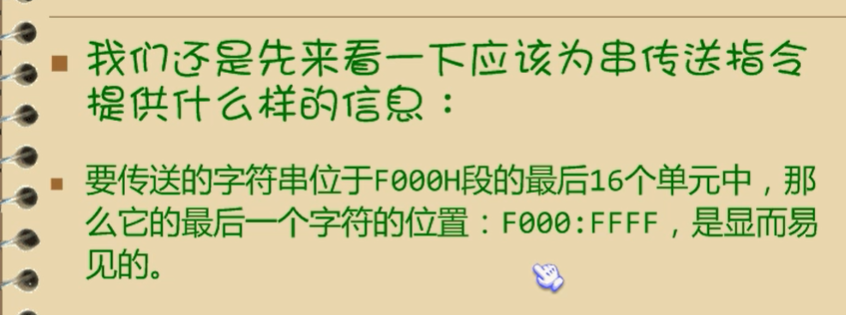 我们还是先来看一下应该为串传送指令
提供什么样的信息：
要传送的字符串位于F000H段的最后16个单元中，那
么它的最后一个字符的位置：F000:FFFF，是显而易
见的。